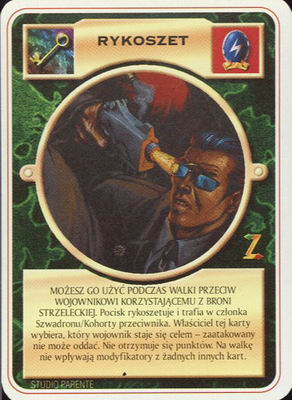 RYKOSZET
Z
MOŻESZ GO UŻYĆ PODCZAS WALKI PRZECIW
WOJOWNIKOWI KORZYSTAJĄCEMU Z BRONI
STRZELECKIEJ. Pocisk rykoszetuje i trafia w członka
Szwadronu/Kohorty przeciwnika. Właściciel tej karty
wybiera, który wojownik staje się celem – zaatakowany
nie może oddać. Nie otrzymuje się punktów. Na walkę
nie wpływają modyfikatory z żadnych innych kart.
STUDIO PARENTE